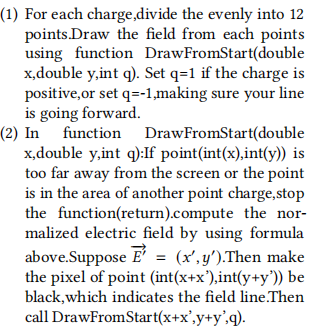 (1) For each charge,divide the evenly into 12
points.Draw the field from each points
using function DrawFromStart(double
x,double y,int q). Set q=1 if the charge is
positive,or set q=-1,making sure your line
is going forward.
(2) In function DrawFromStart(double
x,double y,int q):If point(int(x),int(y)) is
too far away from the screen or the point
is in the area of another point charge,stop
the function(return).compute the nor-
malized electric field by using formula
above.Suppose $\overrightarrow{E'}$ = (x′,y′).Then make
the pixel of point (int(x+x’),int(y+y’)) be
black,which indicates the field line.Then
call DrawFromStart(x+x’,y+y’,q).